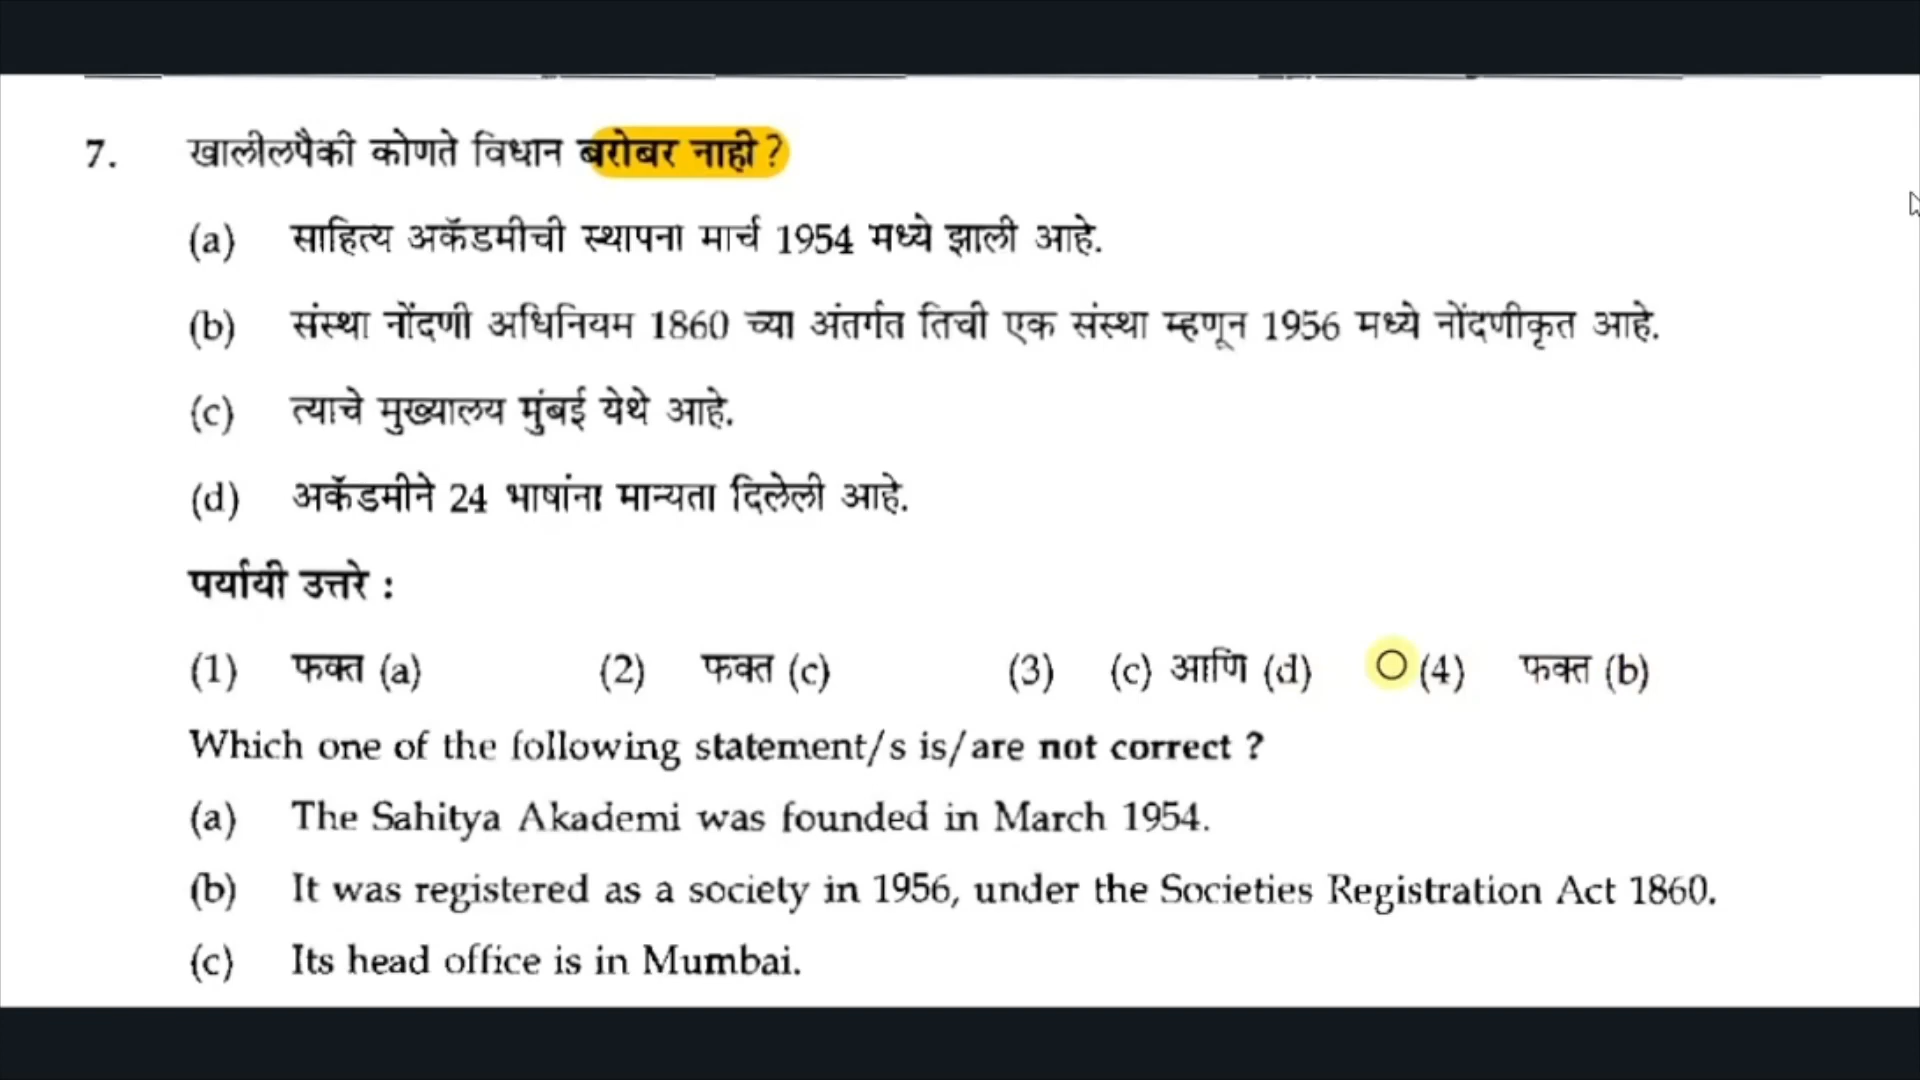 7. खालीलपैकी कोणते विधान बरोबर नाही ?
(a) साहित्य अकॅडमीची स्थापना मार्च 1954 मध्ये झाली आहे.
(b) संस्था नोंदणी अधिनियम 1860 च्या अंतर्गत तिची एक संस्था म्हणून 1956 मध्ये नोंदणीकृत आहे.
(c) त्याचे मुख्यालय मुंबई येथे आहे.
(d) अकॅडमीने 24 भाषांना मान्यता दिलेली आहे.
पर्यायी उत्तरे :
(1) फक्त (a) (2) फक्त (c) (3) (c) आणि (d) (4) फक्त (b)
Which one of the following statement/s is/are not correct ?
(a) The Sahitya Akademi was founded in March 1954.
(b) It was registered as a society in 1956, under the Societies Registration Act 1860.
(c) Its head office is in Mumbai.